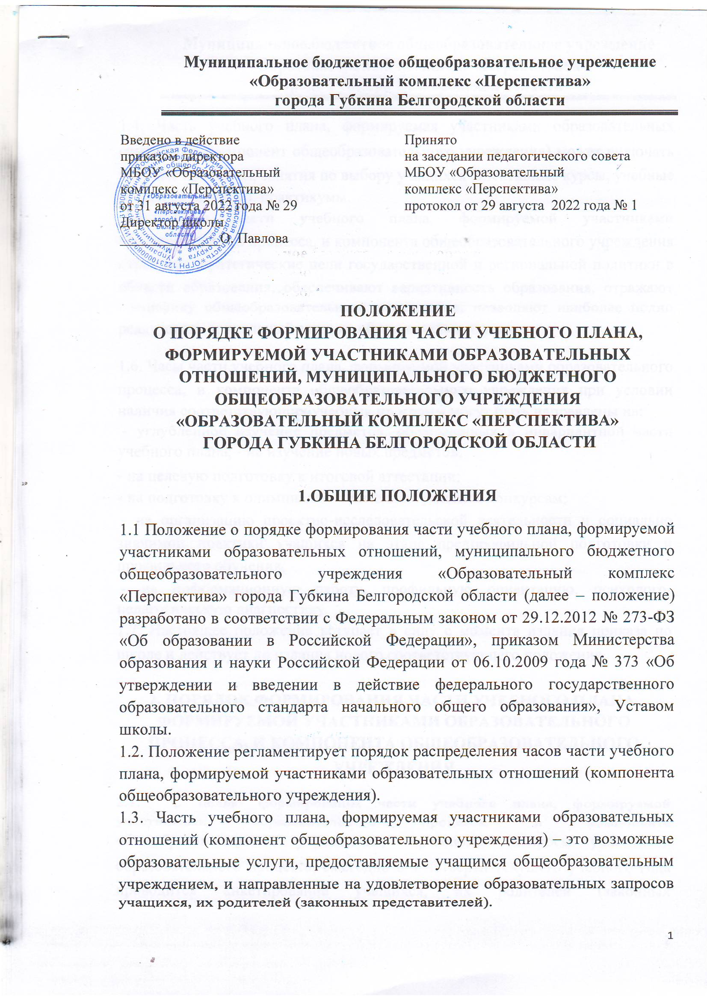 Муниципальное бюджетное общеобразовательное учреждение
«Образовательный комплекс «Перспектива»
города Губкина Белгородской области
Введено в действие
приказом директора
МБОУ «Образовательный
комплекс «Перспектива»
от 31 августа 2022 года № 29
Директор школы
О. Павлова
Принято
на заседании педагогического совета
МБОУ «Образовательный
комплекс «Перспектива»
протокол от 29 августа 2022 года № 1
«Образовательный
комплекс
«Перспектива»
города Губкина
Белгородской
области
ПОЛОЖЕНИЕ
О ПОРЯДКЕ ФОРМИРОВАНИЯ ЧАСТИ УЧЕБНОГО ПЛАНА,
ФОРМИРУЕМОЙ УЧАСТНИКАМИ ОБРАЗОВАТЕЛЬНЫХ
ОТНОШЕНИЙ, МУНИЦИПАЛЬНОГО БЮДЖЕТНОГО
ОБЩЕОБРАЗОВАТЕЛЬНОГО УЧРЕЖДЕНИЯ
«ОБРАЗОВАТЕЛЬНЫЙ КОМПЛЕКС «ПЕРСПЕКТИВА»
ГОРОДА ГУБКИНА БЕЛГОРОДСКОЙ ОБЛАСТИ
1.ОБЩИЕ ПОЛОЖЕНИЯ
1.1 Положение о порядке формирования части учебного плана, формируемой
участниками образовательных отношений, муниципального бюджетного
общеобразовательного учреждения «Образовательный комплекс
«Перспектива» города Губкина Белгородской области (далее – положение)
разработано в соответствии с Федеральным законом от 29.12.2012 № 273-ФЗ
«Об образовании в Российской Федерации», приказом Министерства
образования и науки Российской Федерации от 06.10.2009 года № 373 «Об
утверждении и введении в действие федерального государственного
образовательного стандарта начального общего образования», Уставом
школы.
1.2. Положение регламентирует порядок распределения часов части учебного
плана, формируемой участниками образовательных отношений (компонента
общеобразовательного учреждения).
1.3. Часть учебного плана, формируемая участниками образовательных
отношений (компонент общеобразовательного учреждения) – это возможные
образовательные услуги, предоставляемые учащимся общеобразовательным
учреждением, и направленные на удовлетворение образовательных запросов
учащихся, их родителей (законных представителей).
1